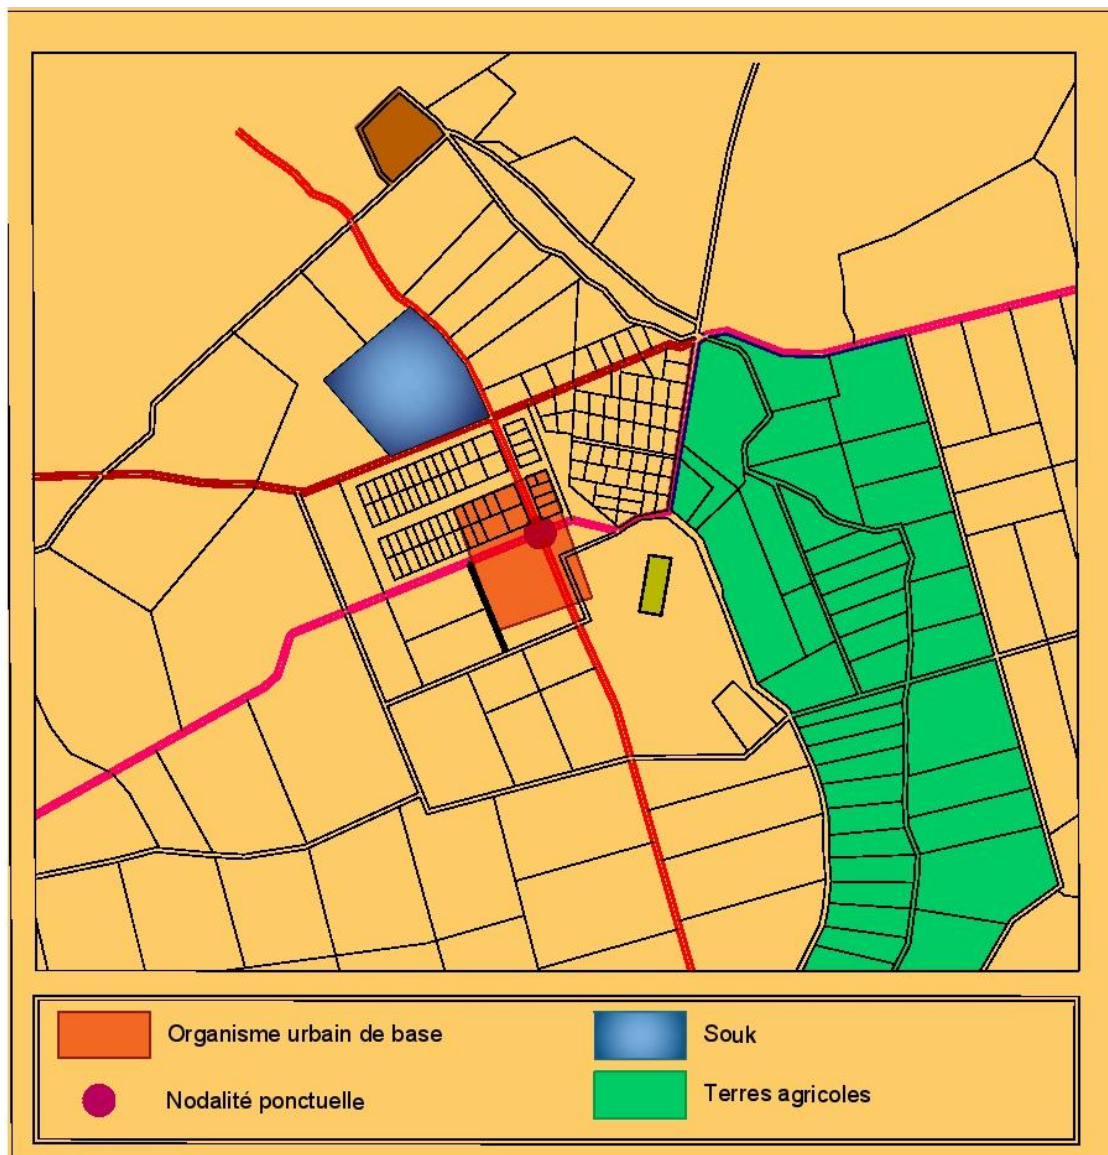 Organisme urbain de base
Souk
Nodalité ponctuelle
Terres agricoles